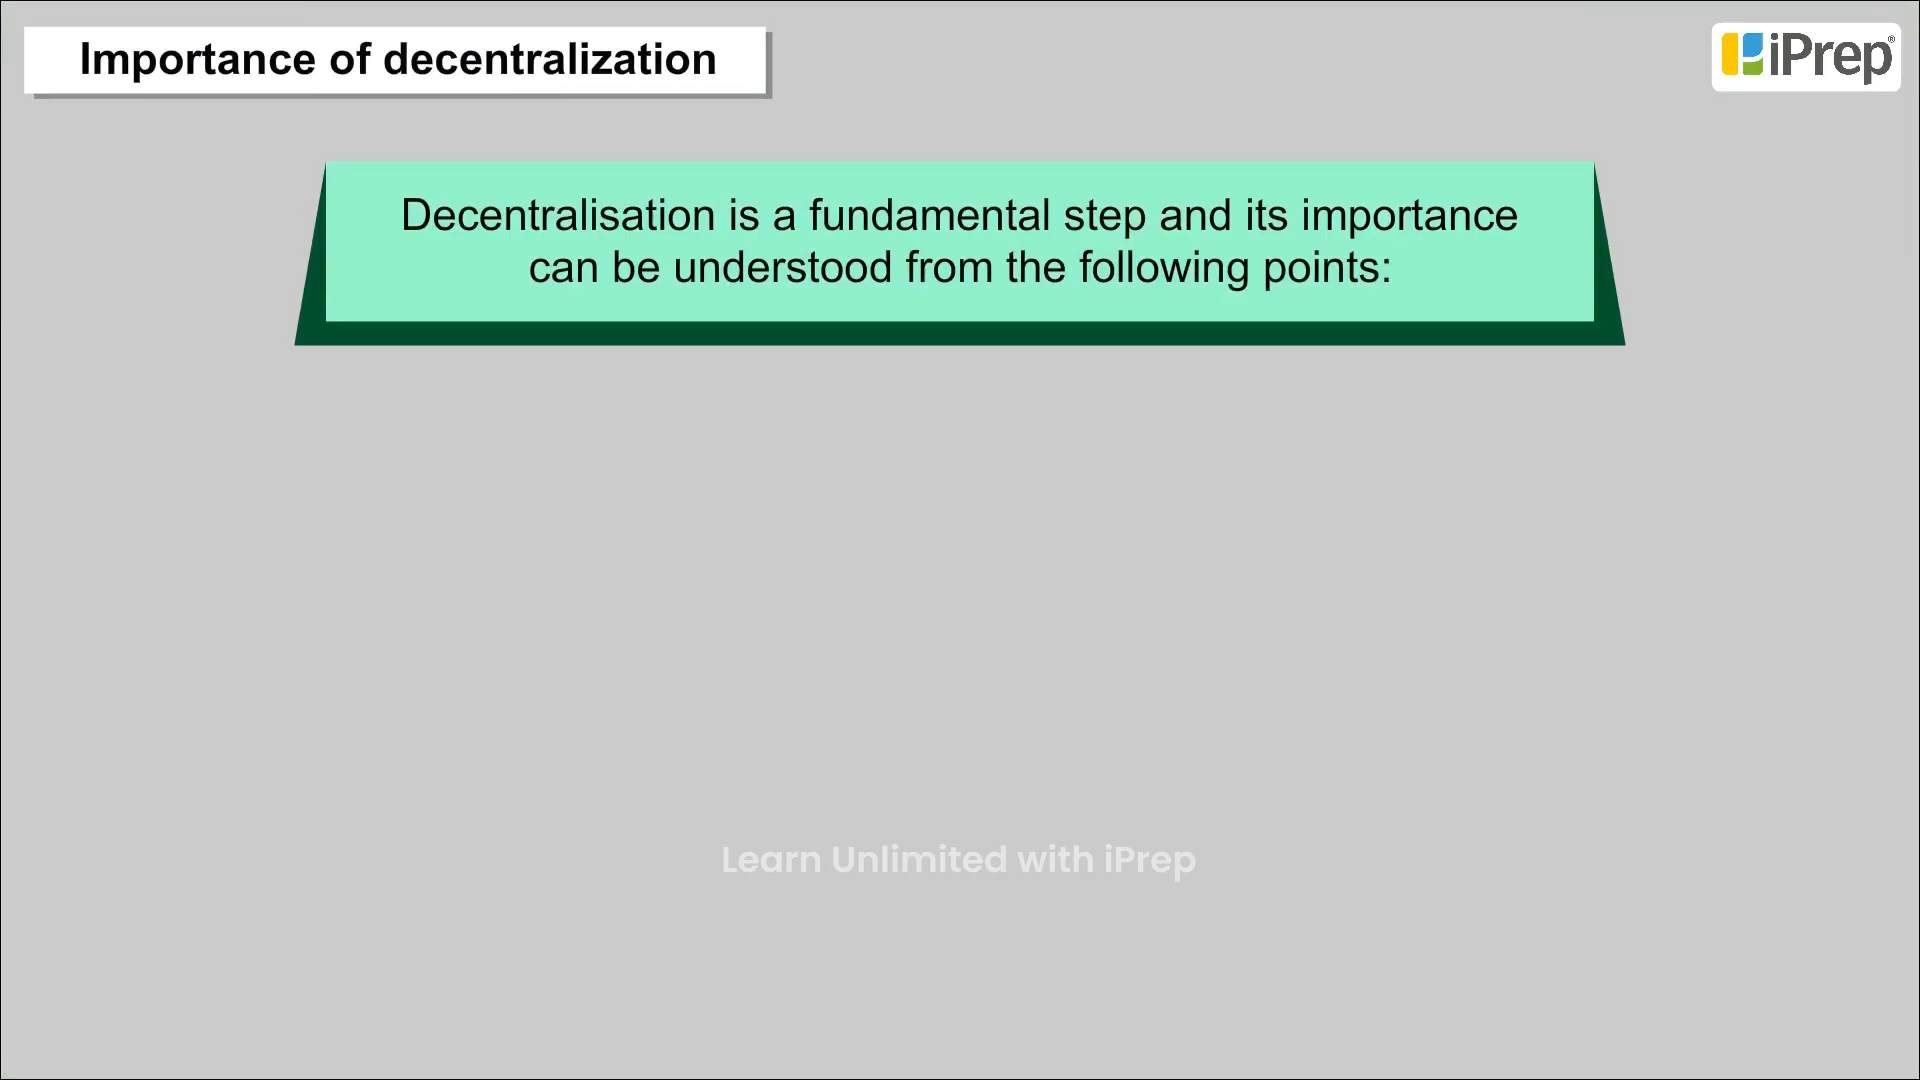 Importance of decentralization
iPrep®
Decentralisation is a fundamental step and its importance
can be understood from the following points:
Learn Unlimited with iPrep